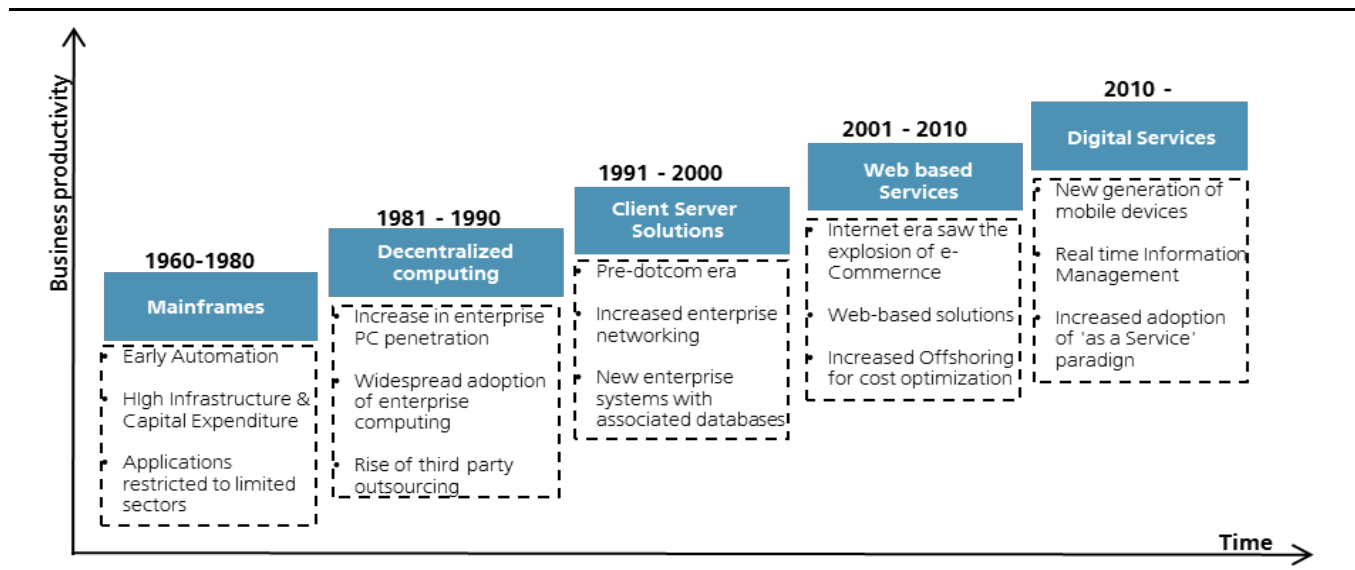 Business productivity
1960-1980
Mainframes
• Early Automation
• HIgh Infrastructure &
Capital Expenditure
• Applications
restricted to limited
sectors
1981 - 1990
Decentralized
computing
• Increase in enterprise
PC penetration
• Widespread adoption
of enterprise
computing
• Rise of third party
outsourcing
1991 - 2000
Client Server
Solutions
• Pre-dotcom era
• Increased enterprise
networking
• New enterprise
systems with
associated databases
2001 - 2010
Web based
Services
• Internet era saw the
explosion of e-
Commernce
• Web-based solutions
• Increased Offshoring
for cost optimization
2010 -
Digital Services
• New generation of
mobile devices
• Real time Information
Management
• Increased adoption
of 'as a Service'
paradign
Time